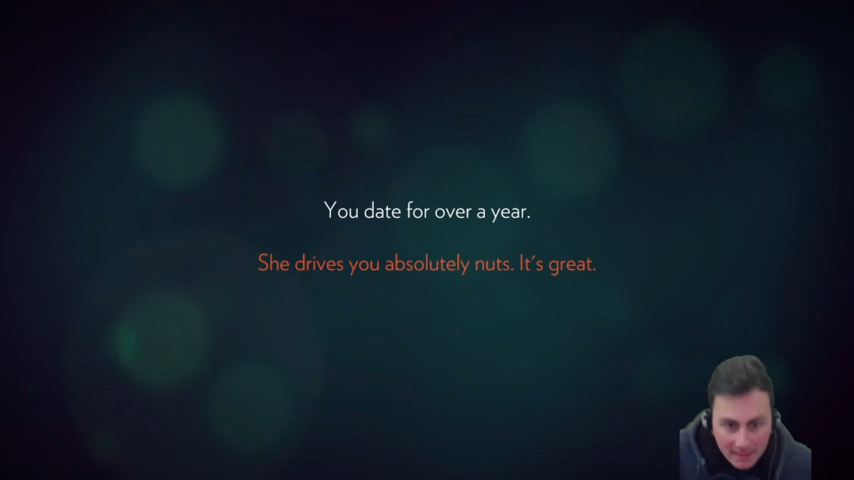 You date for over a year.
She drives you absolutely nuts. It's great.